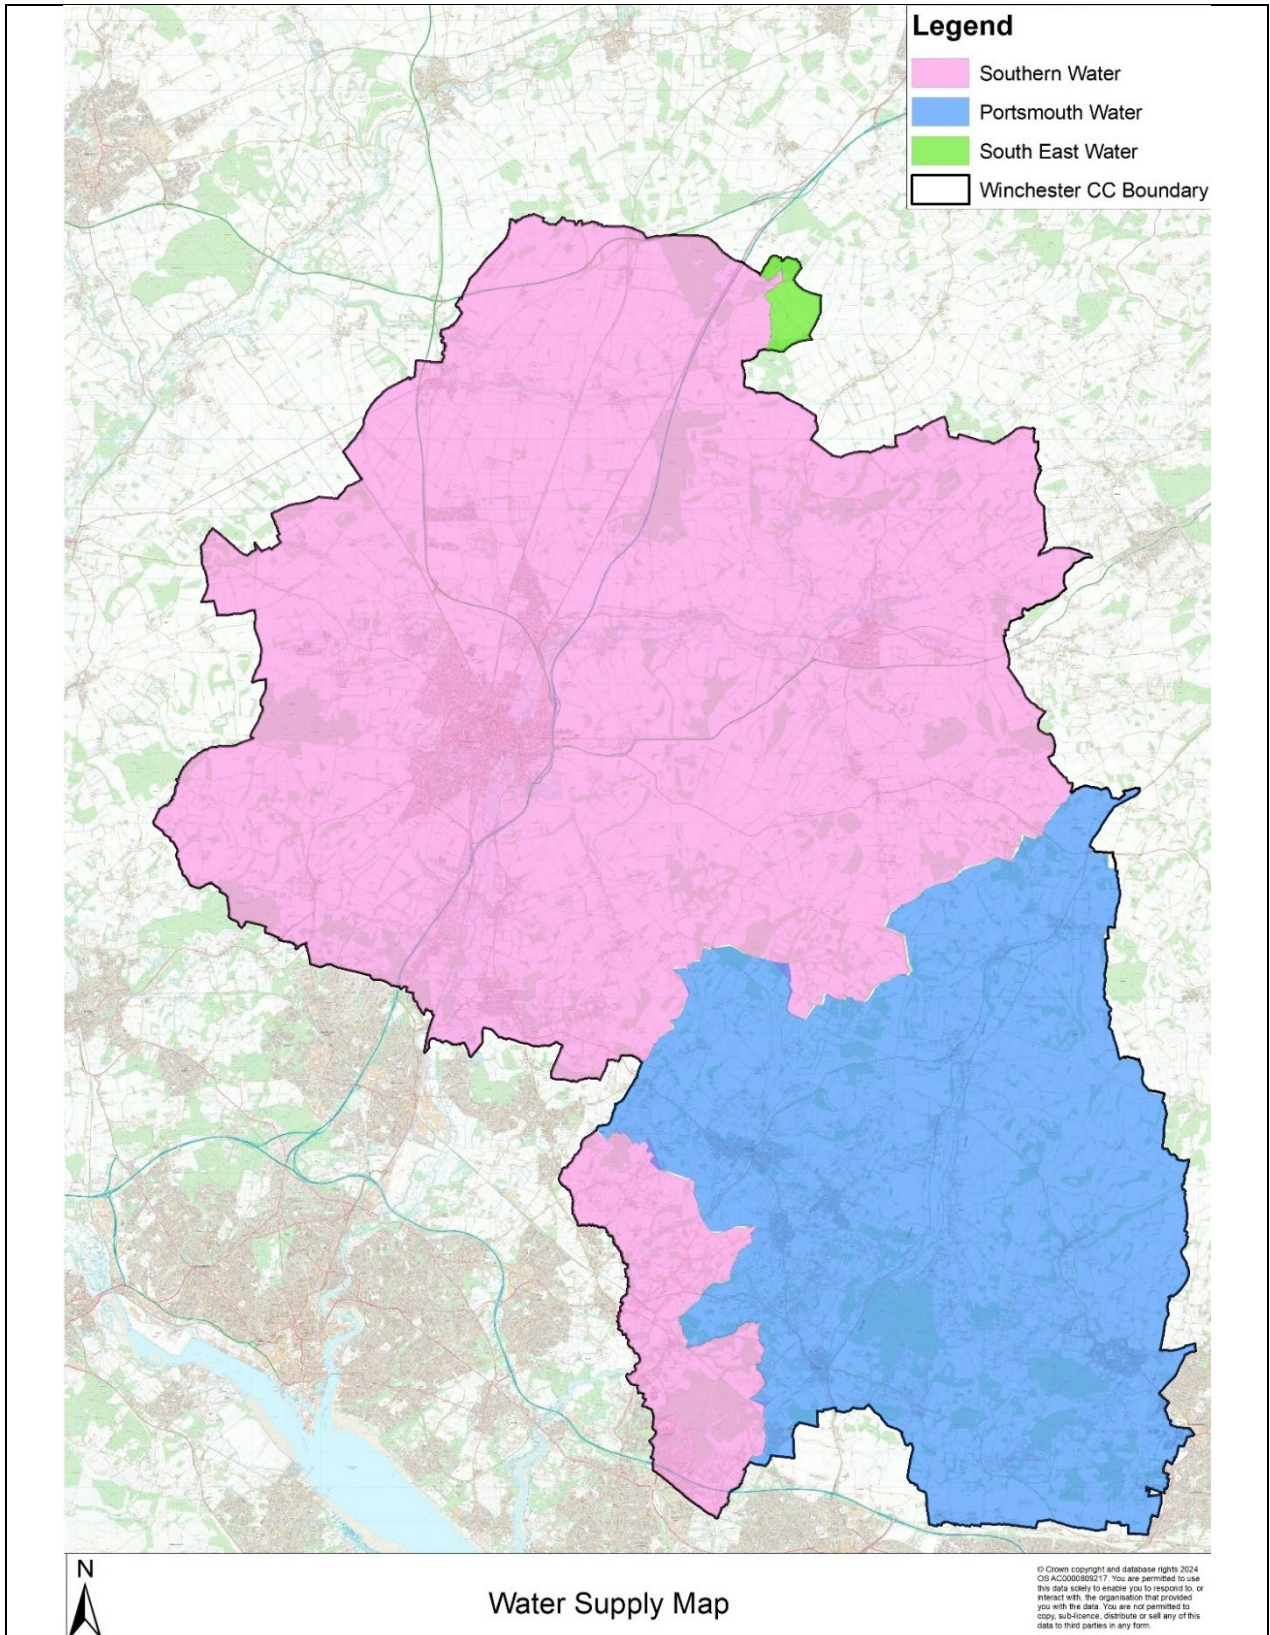 Legend
Southern Water
Portsmouth Water
South East Water
Winchester CC Boundary
N
Water Supply Map
© Crown copyright and database rights 2024
OS AC0000809217. You are permitted to use
this data solely to enable you to respond to, or
interact with, the organisation that provided
you with the data. You are not permitted to
copy, sub-licence, distribute or sell any of this
data to third parties in any form.